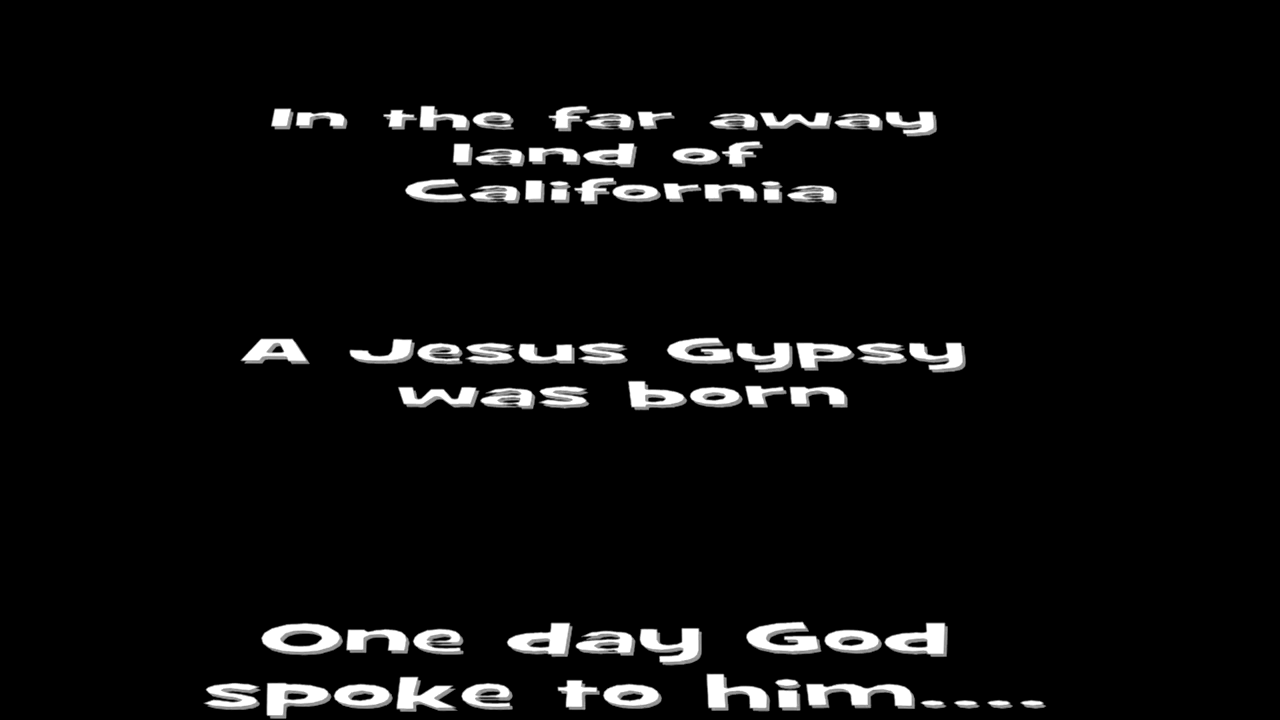 In the far away
land of
California
A Jesus Gypsy
was born
One day God
spoke to him....